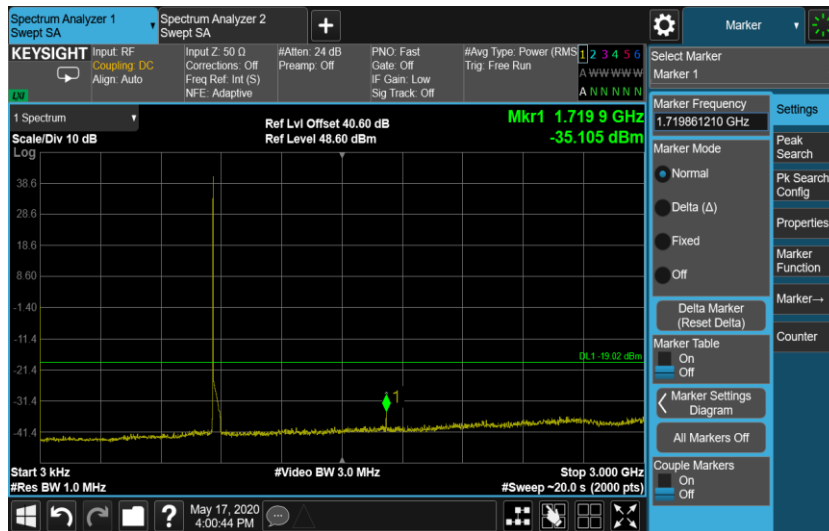 Spectrum Analyzer 1
Swept SA
Spectrum Analyzer 2
Swept SA
+
Marker
KEYSIGHT
Input: RF
Coupling: DC
Align: Auto
Input Z: 50 Ω
Corrections: Off
Freq Ref: Int (S)
NFE: Adaptive
#Atten: 24 dB
Preamp: Off
PNO: Fast
Gate: Off
IF Gain: Low
Sig Track: Off
#Avg Type: Power (RMS
Trig: Free Run
1 2 3 4 5 6
A W W W W W
A N N N N N
LXI
1 Spectrum
Scale/Div 10 dB
Log
Ref Lvl Offset 40.60 dB
Ref Level 48.60 dBm
Mkr1 1.719 9 GHz
-35.105 dBm
38.6
28.6
18.6
8.60
-1.40
-11.4
-21.4
-31.4
-41.4
DL1 -19.02 dBm
1
Start 3 kHz
#Res BW 1.0 MHz
#Video BW 3.0 MHz
Stop 3.000 GHz
#Sweep ~20.0 s (2000 pts)
May 17, 2020
4:00:44 PM
?
Select Marker
Marker 1
Marker Frequency
1.719861210 GHz
Marker Mode
Normal
Delta (Δ)
Fixed
Off
Delta Marker
(Reset Delta)
Marker Table
On
Off
Marker Settings
Diagram
All Markers Off
Couple Markers
On
Off
Settings
Peak
Search
Pk Search
Config
Properties
Marker
Function
Marker→
Counter